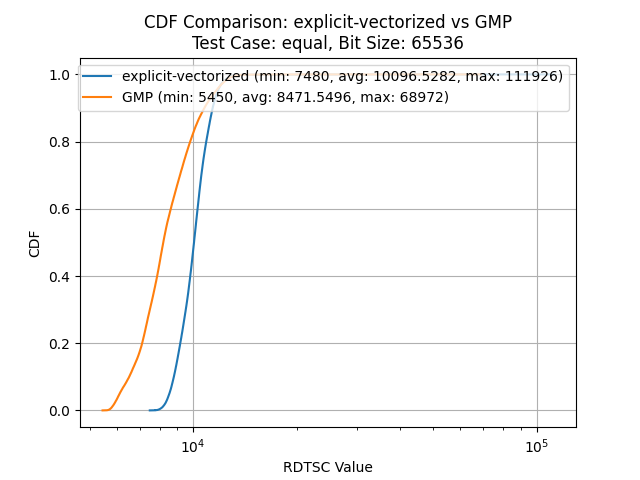 CDF Comparison: explicit-vectorized vs GMP
Test Case: equal, Bit Size: 65536
explicit-vectorized (min: 7480, avg: 10096.5282, max: 111926)
GMP (min: 5450, avg: 8471.5496, max: 68972)
1.0
0.8
0.6
0.4
0.2
0.0
CDF
10⁴
10⁵
RDTSC Value